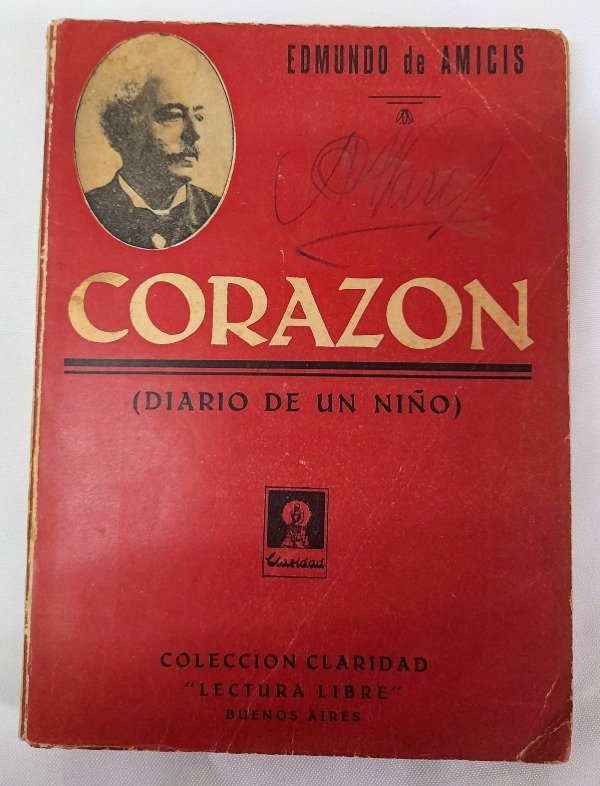 EDMUNDO de AMICIS
CORAZON
(DIARIO DE UN NIÑO)
Claridad
COLECCION CLARIDAD
"LECTURA LIBRE"
BUENOS AIRES